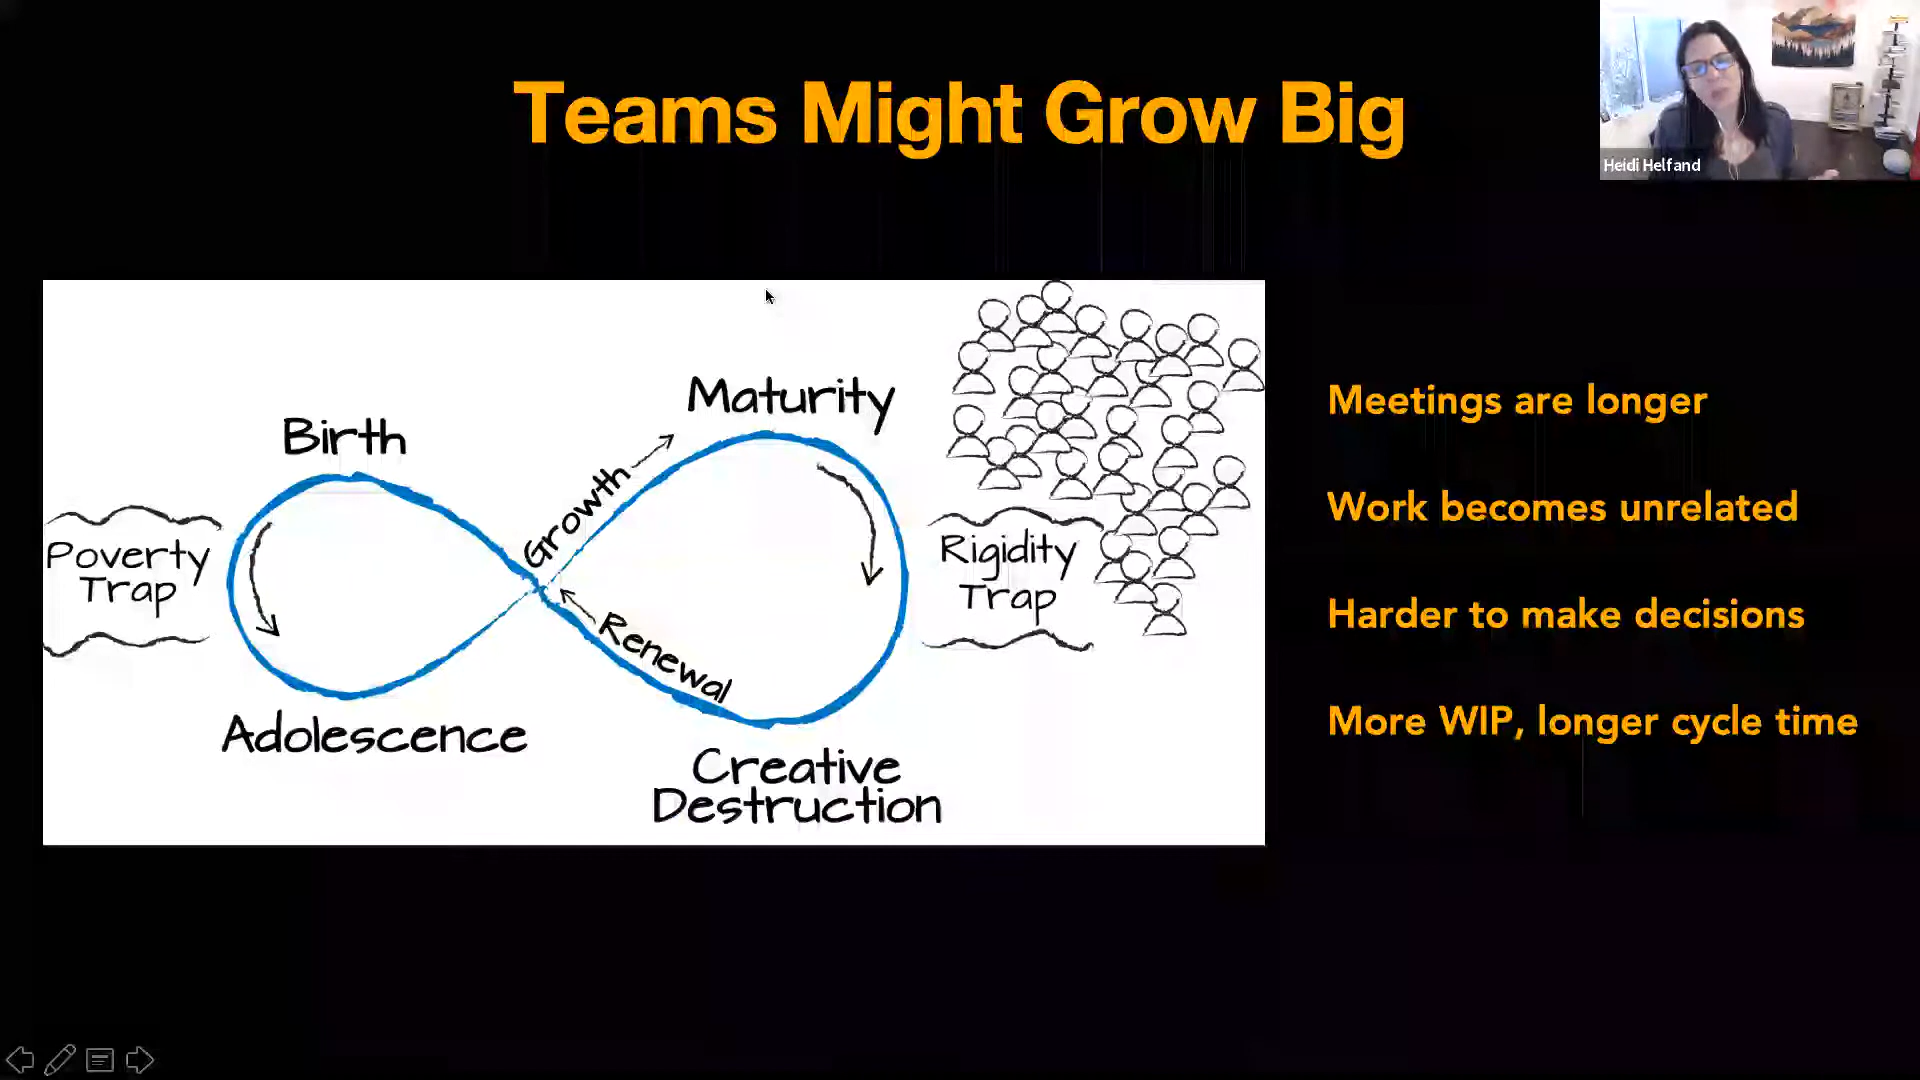 Teams Might Grow Big
Heidi Helfand
Birth
Maturity
Growth
Poverty
Trap
Rigidity
Trap
Renewal
Adolescence
Creative
Destruction
Meetings are longer
Work becomes unrelated
Harder to make decisions
More WIP, longer cycle time